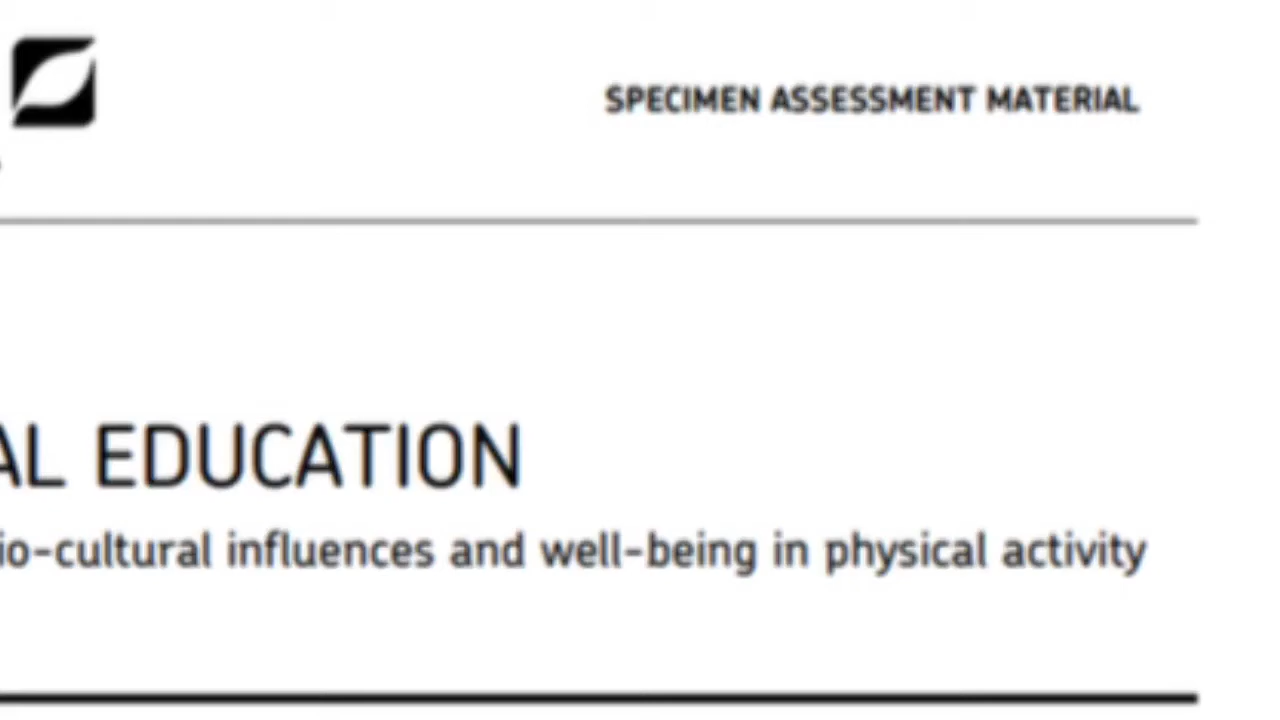 SPECIMEN ASSESSMENT MATERIAL
AL EDUCATION
io-cultural influences and well-being in physical activity